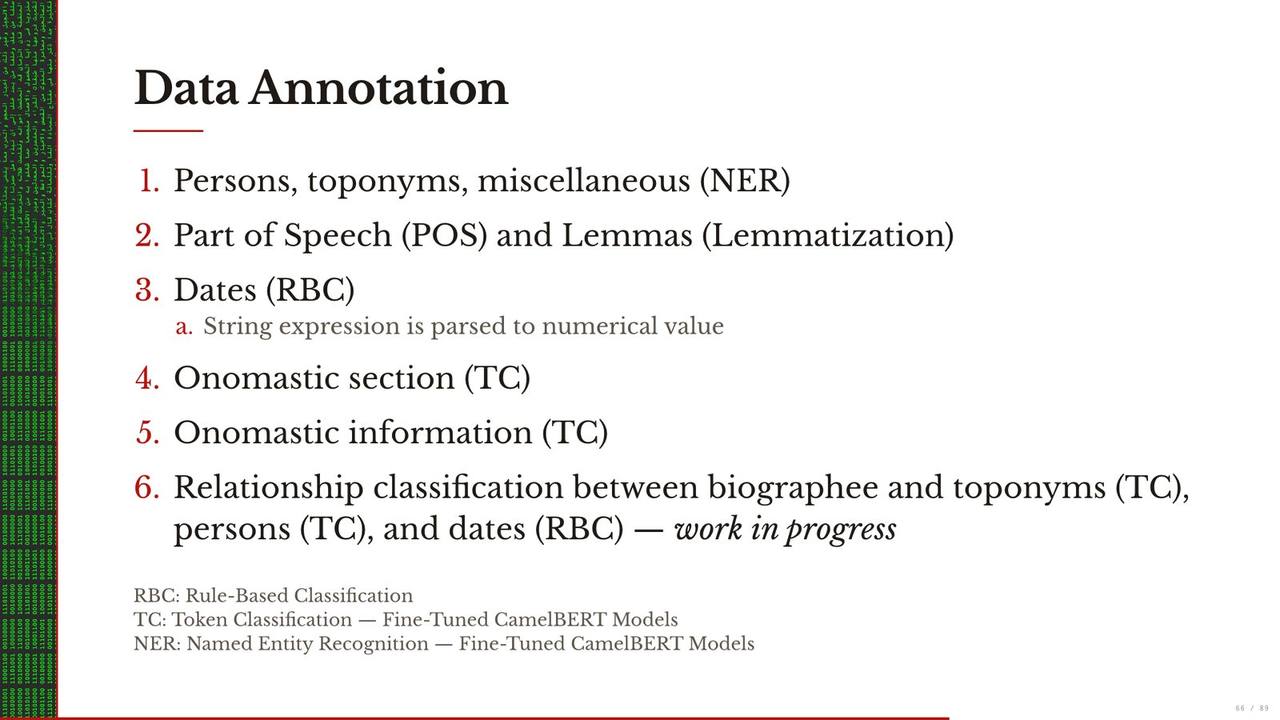 Data Annotation
1. Persons, toponyms, miscellaneous (NER)
2. Part of Speech (POS) and Lemmas (Lemmatization)
3. Dates (RBC)
a. String expression is parsed to numerical value
4. Onomastic section (TC)
5. Onomastic information (TC)
6. Relationship classification between biographee and toponyms (TC),
persons (TC), and dates (RBC) — work in progress
RBC: Rule-Based Classification
TC: Token Classification — Fine-Tuned CamelBERT Models
NER: Named Entity Recognition — Fine-Tuned CamelBERT Models
66 / 89